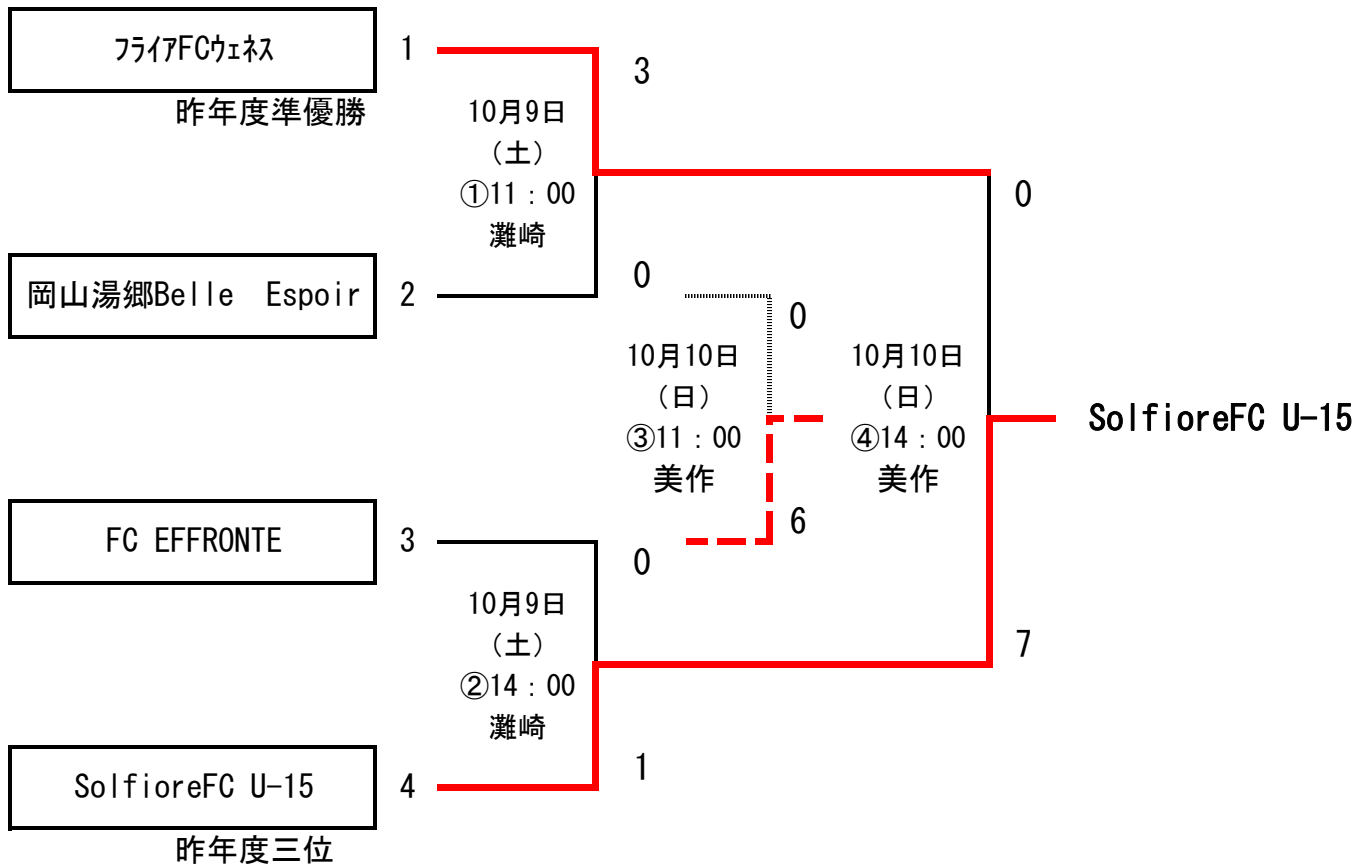 ﾌﾗｲｱFCｳｪﾈｽ
1
昨年度準優勝
3
10月9日
（土）
①11：00
灘崎
0
岡山湯郷Belle　Espoir
2
0
0
10月10日
（日）
③11：00
美作
10月10日
（日）
④14：00
美作
SolfioreFC U-15
FC EFFRONTE
3
0
6
10月9日
（土）
②14：00
灘崎
7
SolfioreFC U-15
4
1
昨年度三位